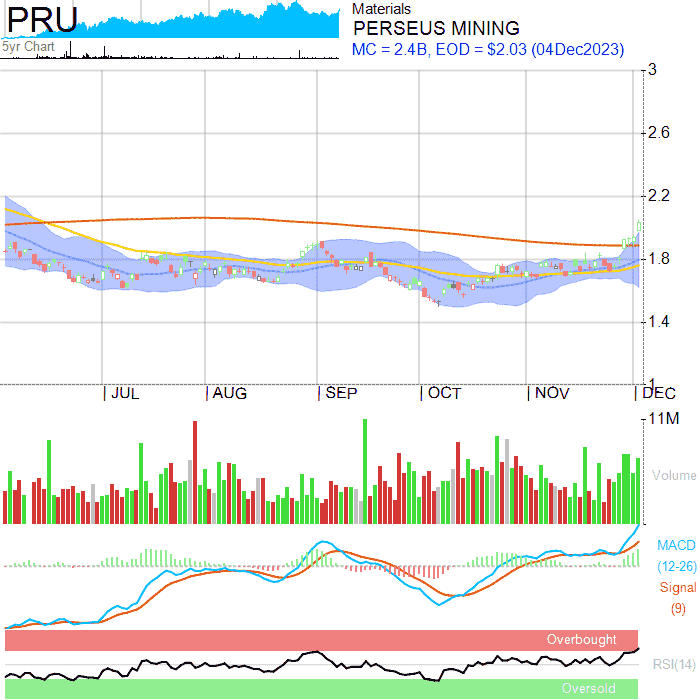 PRU
5yr Chart
Materials
PERSEUS MINING
MC = 2.4B, EOD = $2.03 (04Dec2023)
3
2.6
2.2
1.8
1.4
1
JUL AUG SEP OCT NOV DEC
11M
Volume
MACD
(12-26)
Signal
(9)
Overbought
RSI(14)
Oversold